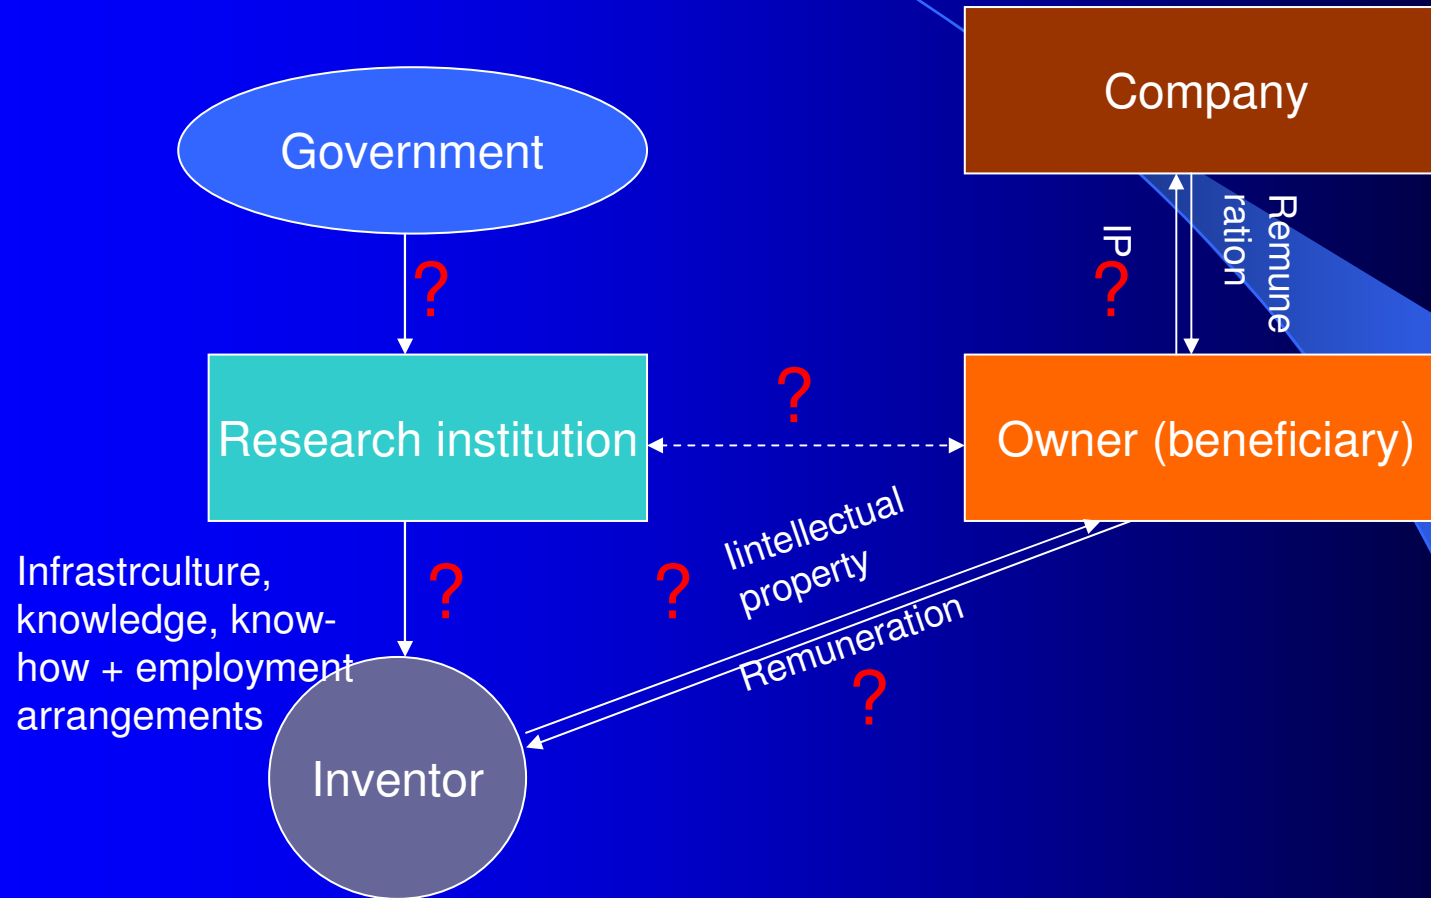 Company
Government
IP
Remune
ration
?
?
?
Research institution
Owner (beneficiary)
Iintellectual
property
Infrastrculture,
knowledge, know-
how + employment
arrangements
?
?
Remuneration
?
Inventor